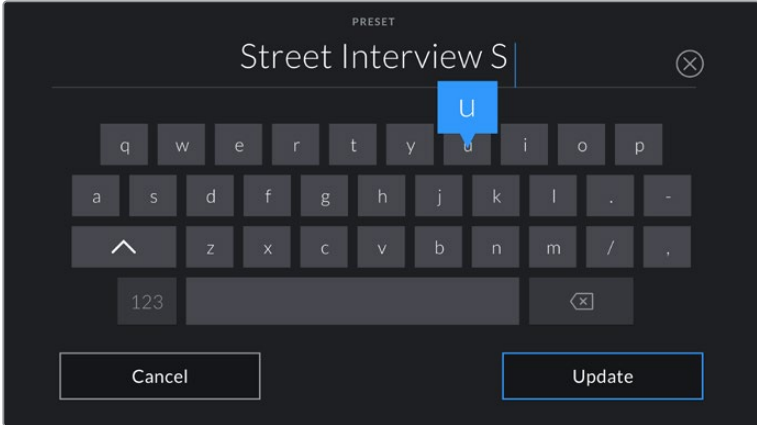 PRESET
Street Interview S
u
q w e r t y u i o p
a s d f g h j k l . -
z x c v b n m / ,
123
Cancel Update